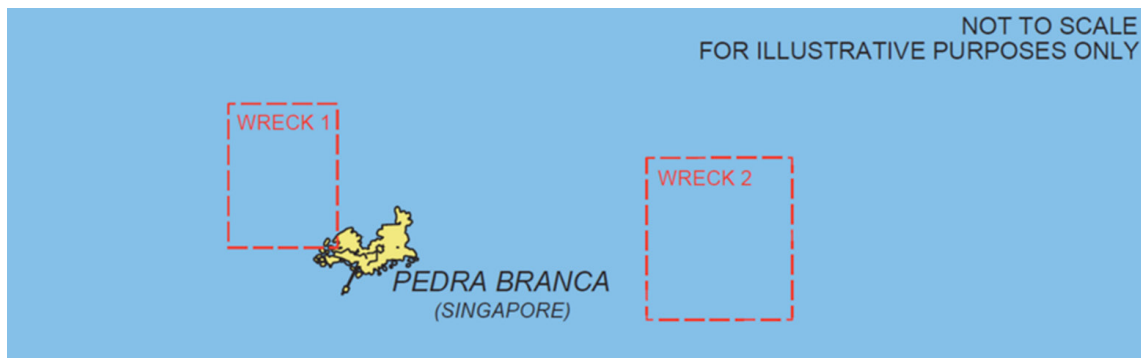 NOT TO SCALE
FOR ILLUSTRATIVE PURPOSES ONLY
WRECK 1
WRECK 2
PEDRA BRANCA
(SINGAPORE)